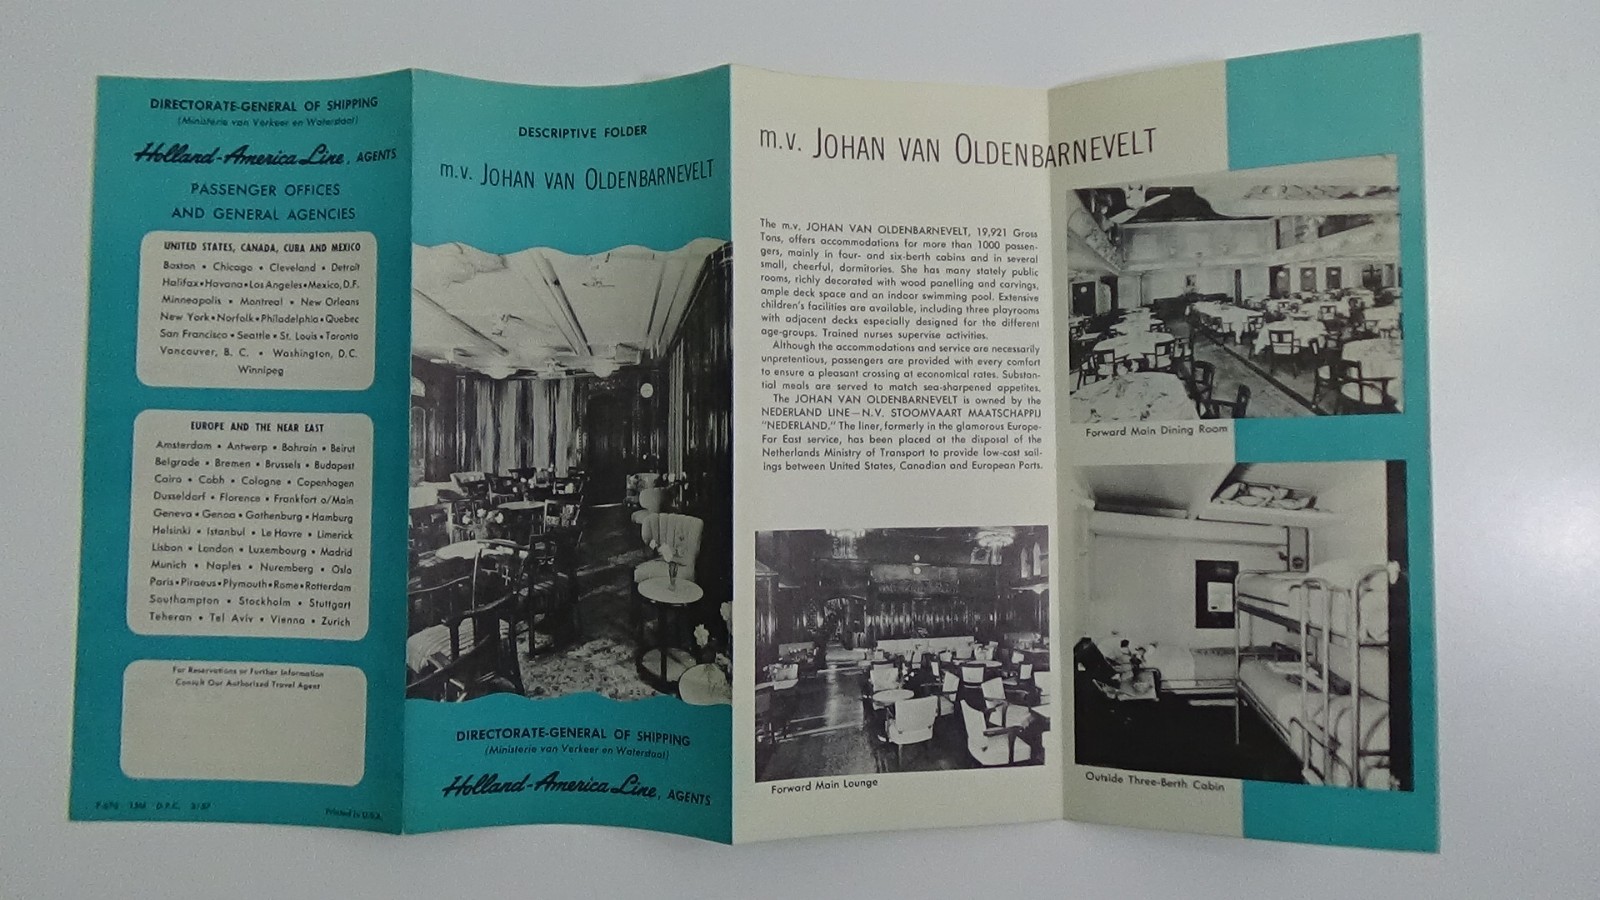 DIRECTORATE-GENERAL OF SHIPPING
(Ministerie van Verkeer en Waterstaat)
Holland-America Line, AGENTS
PASSENGER OFFICES
AND GENERAL AGENCIES
UNITED STATES, CANADA, CUBA AND MEXICO
Boston • Chicago • Cleveland • Detroit
Halifax • Havana • Los Angeles • Mexico, D.F.
Minneapolis • Montreal • New Orleans
New York • Norfolk • Philadelphia • Quebec
San Francisco • Seattle • St. Louis • Toronto
Vancouver, B. C. • Washington, D.C.
Winnipeg
EUROPE AND THE NEAR EAST
Amsterdam • Antwerp • Bahrain • Beirut
Belgrade • Bremen • Brussels • Budapest
Cairo • Cobh • Cologne • Copenhagen
Dusseldorf • Florence • Frankfort o/Main
Geneva • Genoa • Gothenburg • Hamburg
Helsinki • Istanbul • Le Havre • Limerick
Lisbon • London • Luxembourg • Madrid
Munich • Naples • Nuremberg • Oslo
Paris • Piraeus • Plymouth • Rome • Rotterdam
Southampton • Stockholm • Stuttgart
Teheran • Tel Aviv • Vienna • Zurich
For Reservations or Further Information
Consult Our Authorized Travel Agent
Printed in U.S.A.
DESCRIPTIVE FOLDER
m.v. JOHAN VAN OLDENBARNEVELT
DIRECTORATE-GENERAL OF SHIPPING
(Ministerie van Verkeer en Waterstaat)
Holland-America Line, AGENTS
m.v. JOHAN VAN OLDENBARNEVELT
The m.v. JOHAN VAN OLDENBARNEVELT, 19,921 Gross
Tons, offers accommodations for more than 1000 passen-
gers, mainly in four- and six-berth cabins and in several
small, cheerful, dormitories. She has many stately public
rooms, richly decorated with wood panelling and carvings,
ample deck space and an indoor swimming pool. Extensive
children's facilities are available, including three playrooms
with adjacent decks especially designed for the different
age-groups. Trained nurses supervise activities.
Although the accommodations and service are necessarily
unpretentious, passengers are provided with every comfort
to ensure a pleasant crossing at economical rates. Substan-
tial meals are served to match sea-sharpened appetites.
The JOHAN VAN OLDENBARNEVELT is owned by the
NEDERLAND LINE—N.V. STOOMVAART MAATSCHAPPIJ
"NEDERLAND." The liner, formerly in the glamorous Europe-
Far East service, has been placed at the disposal of the
Netherlands Ministry of Transport to provide low-cost sail-
ings between United States, Canadian and European Ports.
Forward Main Lounge
Forward Main Dining Room
Outside Three-Berth Cabin